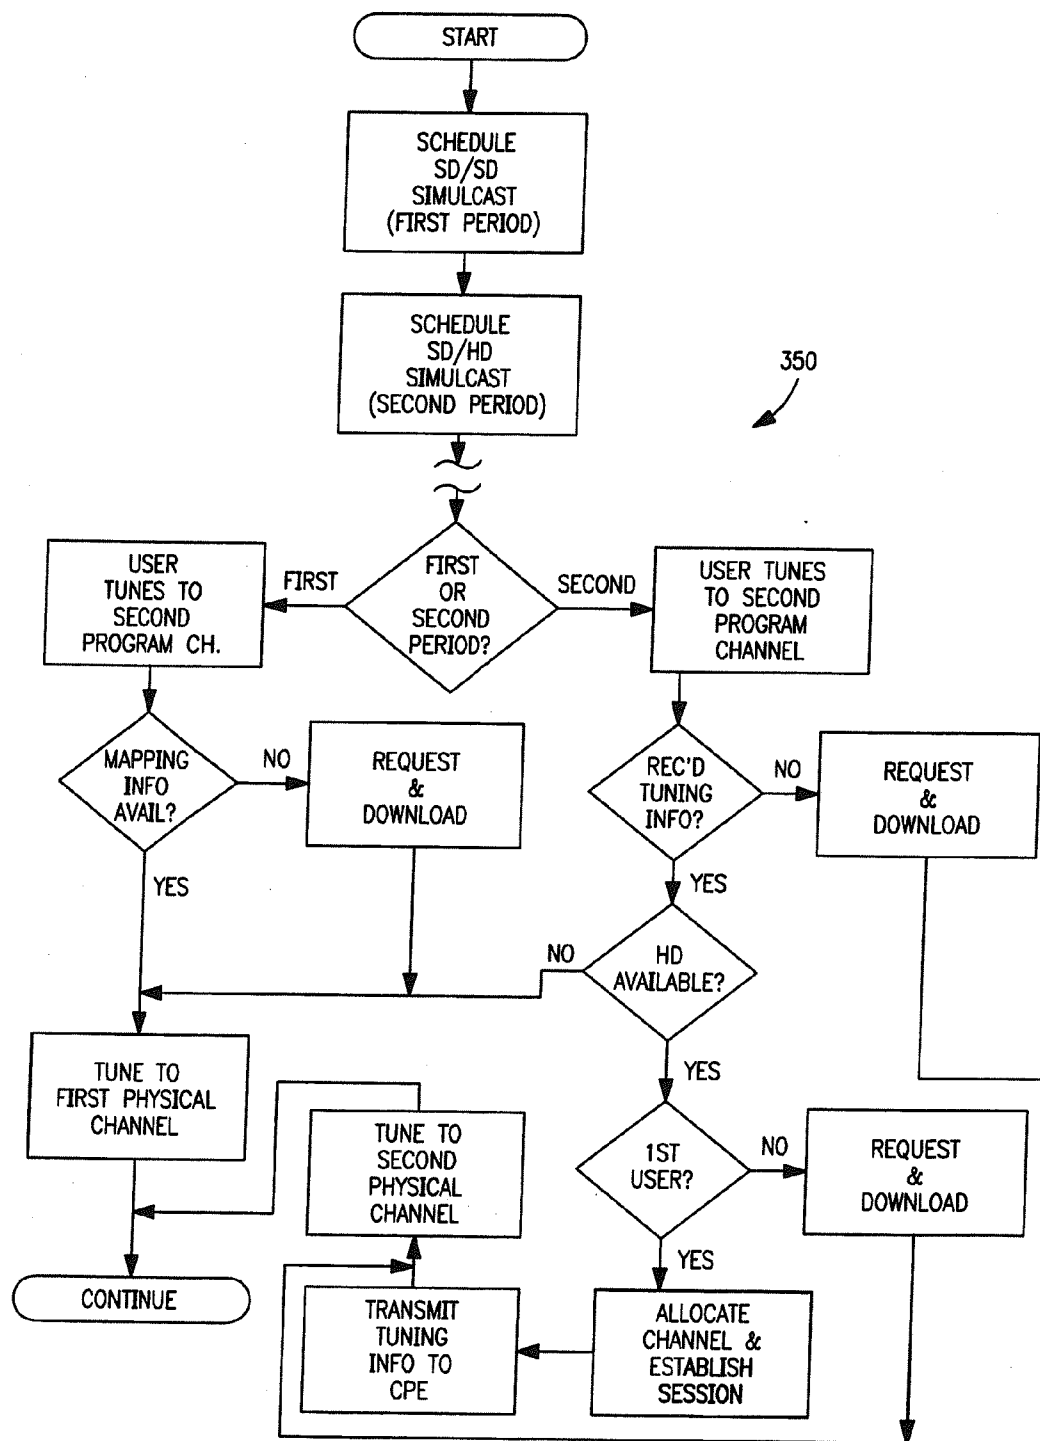 START
SCHEDULE
SD/SD
SIMULCAST
(FIRST PERIOD)
SCHEDULE
SD/HD
SIMULCAST
(SECOND PERIOD)
350
FIRST
OR
SECOND
PERIOD?
FIRST
SECOND
USER
TUNES TO
SECOND
PROGRAM CH.
USER TUNES
TO SECOND
PROGRAM
CHANNEL
MAPPING
INFO
AVAIL?
NO
REQUEST
&
DOWNLOAD
YES
REC'D
TUNING
INFO?
NO
REQUEST
&
DOWNLOAD
YES
HD
AVAILABLE?
NO
YES
TUNE TO
FIRST PHYSICAL
CHANNEL
TUNE TO
SECOND
PHYSICAL
CHANNEL
1ST
USER?
NO
REQUEST
&
DOWNLOAD
YES
CONTINUE
TRANSMIT
TUNING
INFO TO
CPE
ALLOCATE
CHANNEL &
ESTABLISH
SESSION